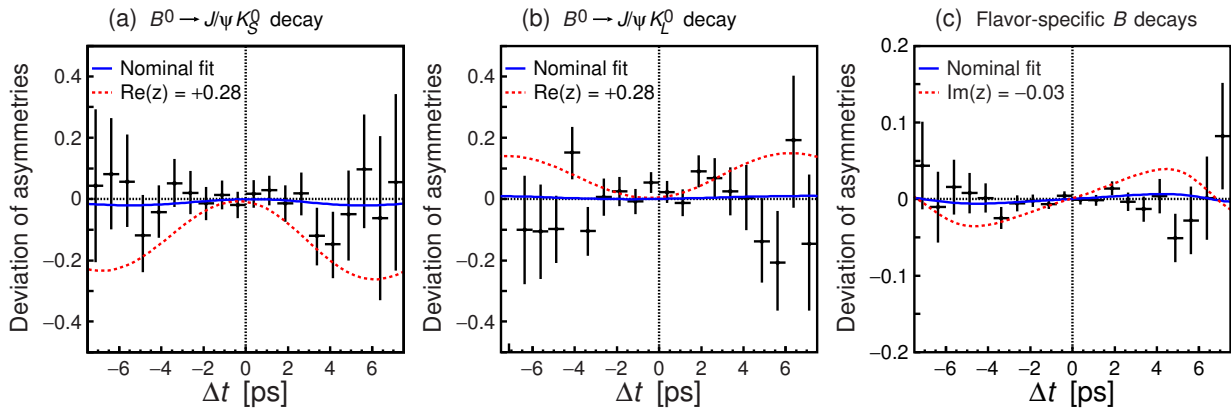 (a) B⁰ → J/ψ K⁰S decay
Deviation of asymmetries
0.4
0.2
0
−0.2
−0.4
Nominal fit
Re(z) = +0.28
−6 −4 −2 0 2 4 6
Δt [ps]
(b) B⁰ → J/ψ K⁰L decay
Deviation of asymmetries
0.4
0.2
0
−0.2
−0.4
Nominal fit
Re(z) = +0.28
−6 −4 −2 0 2 4 6
Δt [ps]
(c) Flavor-specific B decays
Deviation of asymmetries
0.2
0.1
0
−0.1
−0.2
Nominal fit
Im(z) = −0.03
−6 −4 −2 0 2 4 6
Δt [ps]